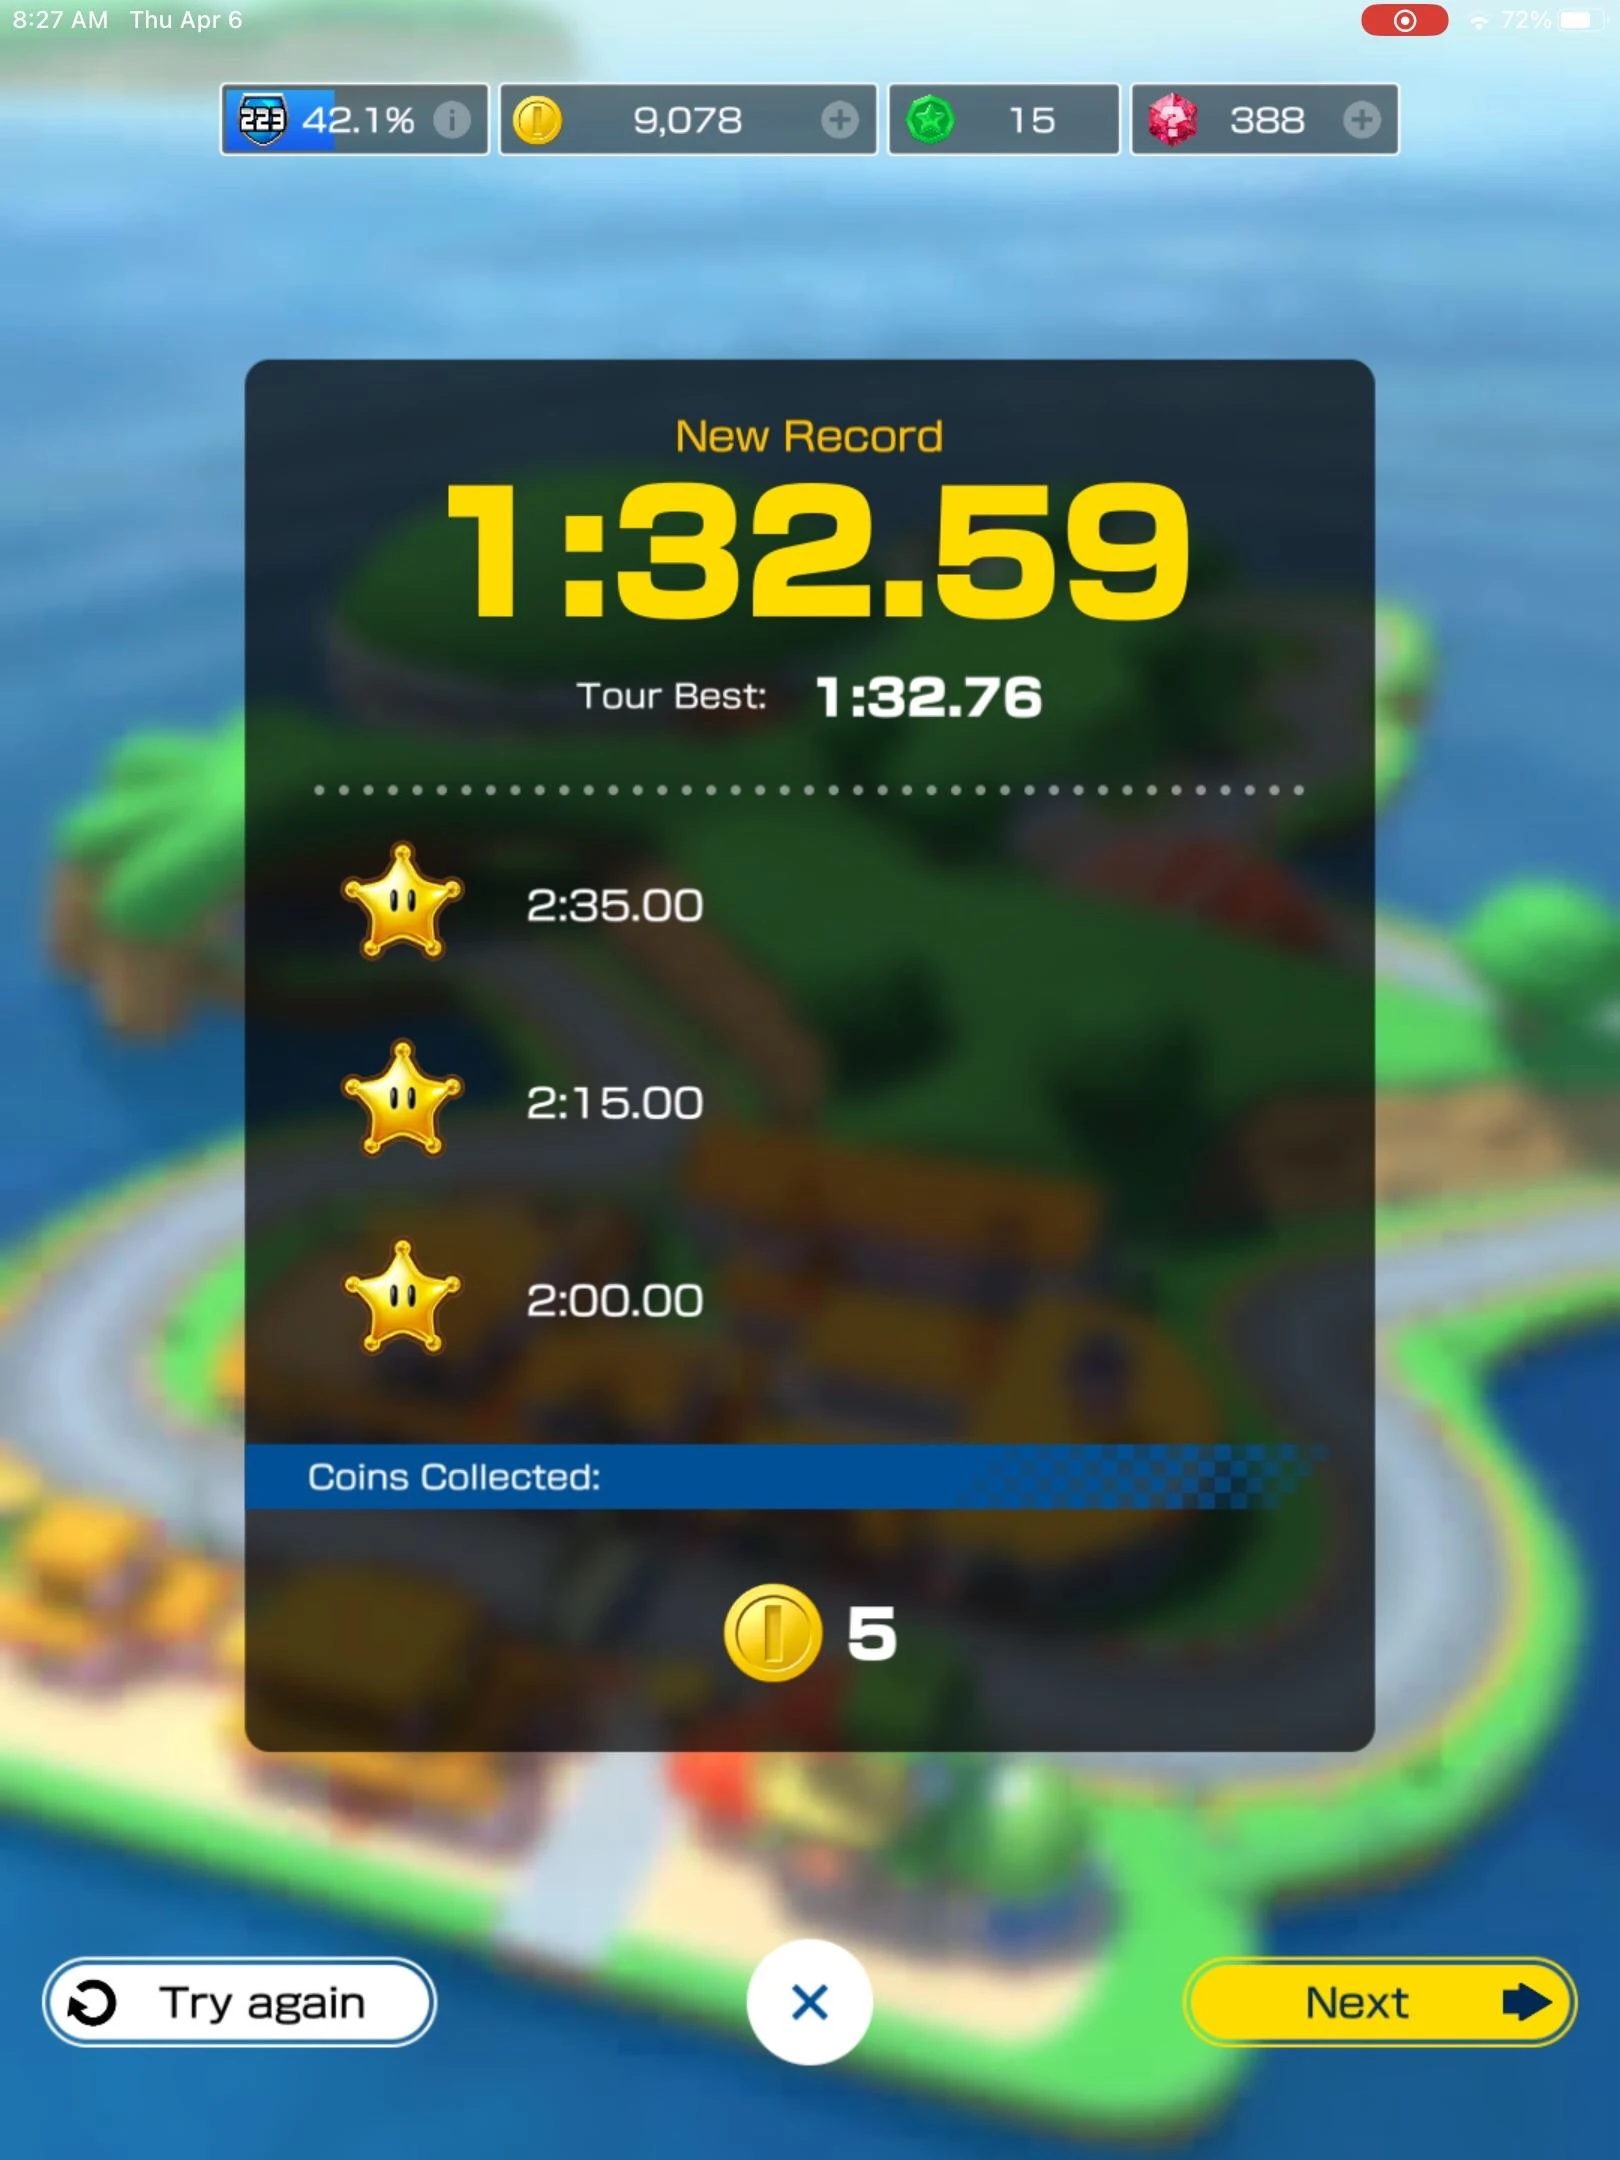 8:27 AM Thu Apr 6 72%
223 42.1% i 9,078 + 15 ? 388 +
New Record
1:32.59
Tour Best: 1:32.76
2:35.00
2:15.00
2:00.00
Coins Collected:
5
Try again × Next